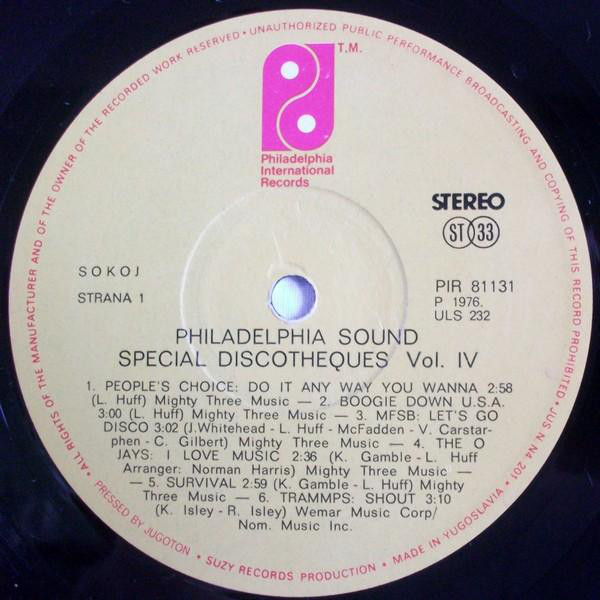 • ALL RIGHTS OF THE MANUFACTURER AND OF THE OWNER OF THE RECORDED WORK RESERVED • UNAUTHORIZED PUBLIC PERFORMANCE BROADCASTING AND COPYING OF THIS RECORD PROHIBITED • JUS N N4. 201 •
T.M.
Philadelphia
International
Records
STEREO
ST 33
SOKOJ
STRANA 1
PIR 81131
P 1976.
ULS 232
PHILADELPHIA SOUND
SPECIAL DISCOTHEQUES Vol. IV
1. PEOPLE'S CHOICE: DO IT ANY WAY YOU WANNA 2:58
(L. Huff) Mighty Three Music — 2. BOOGIE DOWN U.S.A.
3:00 (L. Huff) Mighty Three Music — 3. MFSB: LET'S GO
DISCO 3:02 (J.Whitehead - L. Huff - McFadden - V. Carstar-
phen - C. Gilbert) Mighty Three Music — 4. THE O
JAYS: I LOVE MUSIC 2:36 (K. Gamble - L. Huff
Arranger: Norman Harris) Mighty Three Music —
— 5. SURVIVAL 2:59 (K. Gamble - L. Huff) Mighty
Three Music — 6. TRAMMPS: SHOUT 3:10
(K. Isley - R. Isley) Wemar Music Corp/
Nom. Music Inc.
PRESSED BY JUGOTON • SUZY RECORDS PRODUCTION • MADE IN YUGOSLAVIA